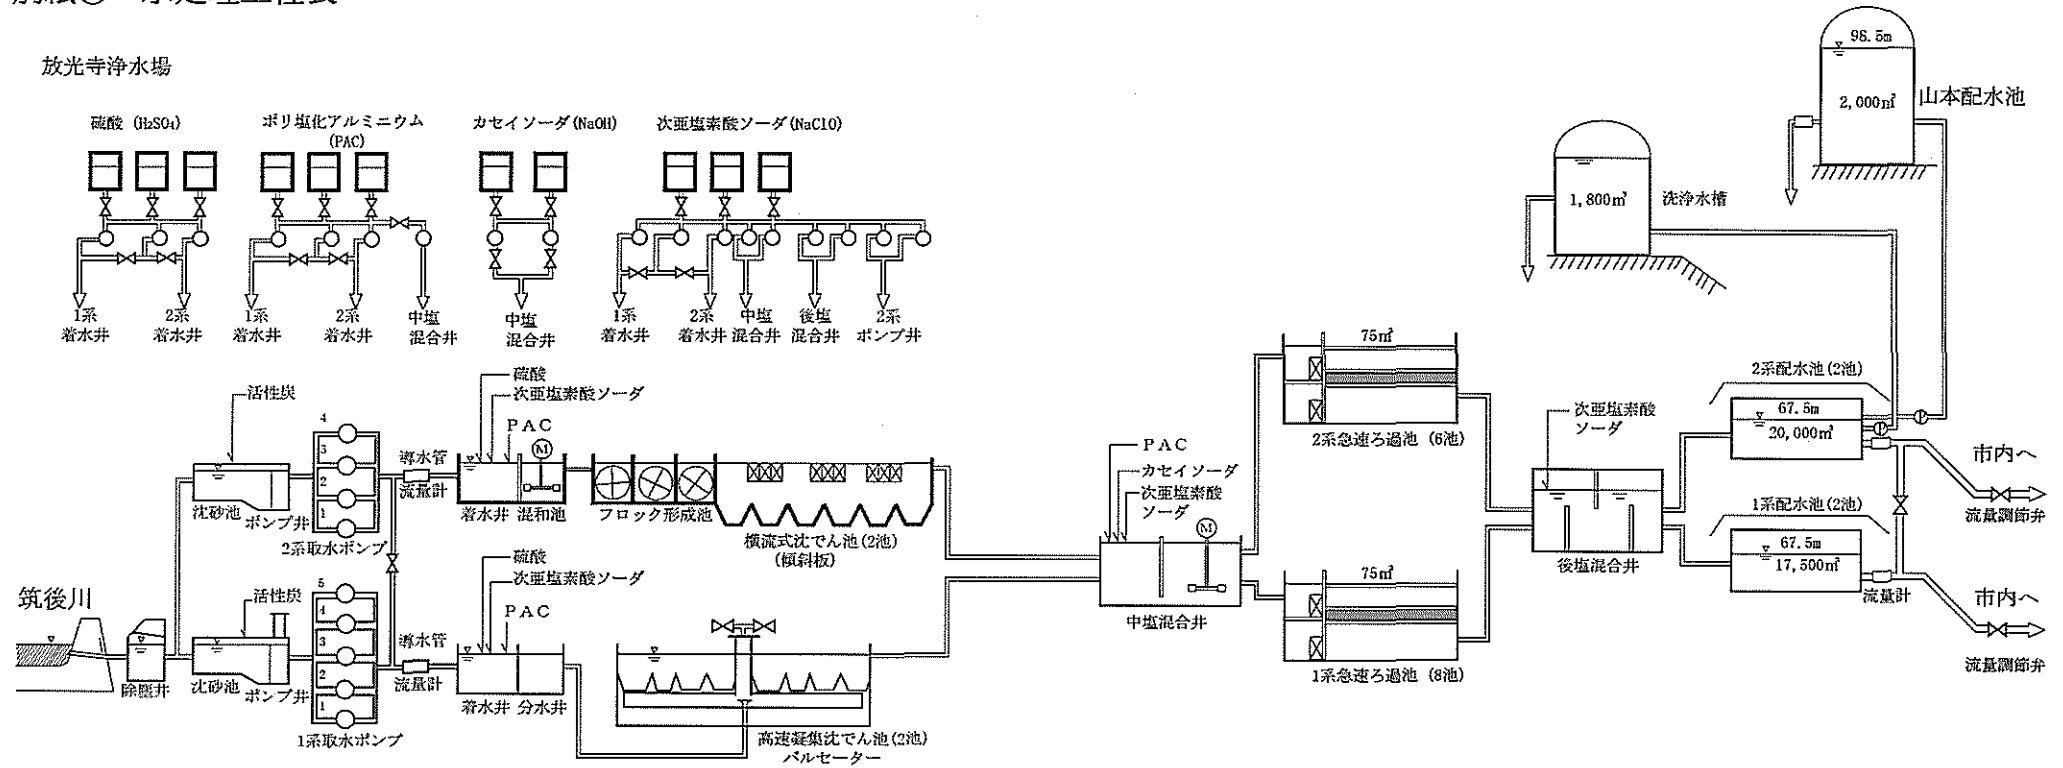 放光寺浄水場
硫酸 (H₂SO₄)
ポリ塩化アルミニウム
(PAC)
カセイソーダ(NaOH)
次亜塩素酸ソーダ(NaClO)
1系
着水井
2系
着水井
1系
着水井
2系
着水井
中塩
混合井
中塩
混合井
1系
着水井
2系
着水井
中塩
混合井
後塩
混合井
2系
ポンプ井
98.5m
2,000㎥
山本配水池
1,800㎥
洗浄水槽
活性炭
沈砂池
ポンプ井
4
3
2
1
2系取水ポンプ
導水管
流量計
硫酸
次亜塩素酸ソーダ
PAC
M
着水井
混和池
フロック形成池
横流式沈でん池(2池)
(傾斜板)
筑後川
除塵井
活性炭
沈砂池
ポンプ井
5
4
3
2
1
1系取水ポンプ
導水管
流量計
硫酸
次亜塩素酸ソーダ
PAC
着水井
分水井
高速凝集沈でん池(2池)
パルセーター
PAC
カセイソーダ
次亜塩素酸
ソーダ
M
中塩混合井
75㎡
2系急速ろ過池 (6池)
75㎡
1系急速ろ過池 (8池)
次亜塩素酸
ソーダ
後塩混合井
2系配水池(2池)
67.5m
20,000㎥
P
P
市内へ
流量調節弁
1系配水池(2池)
67.5m
17,500㎥
流量計
市内へ
流量調節弁